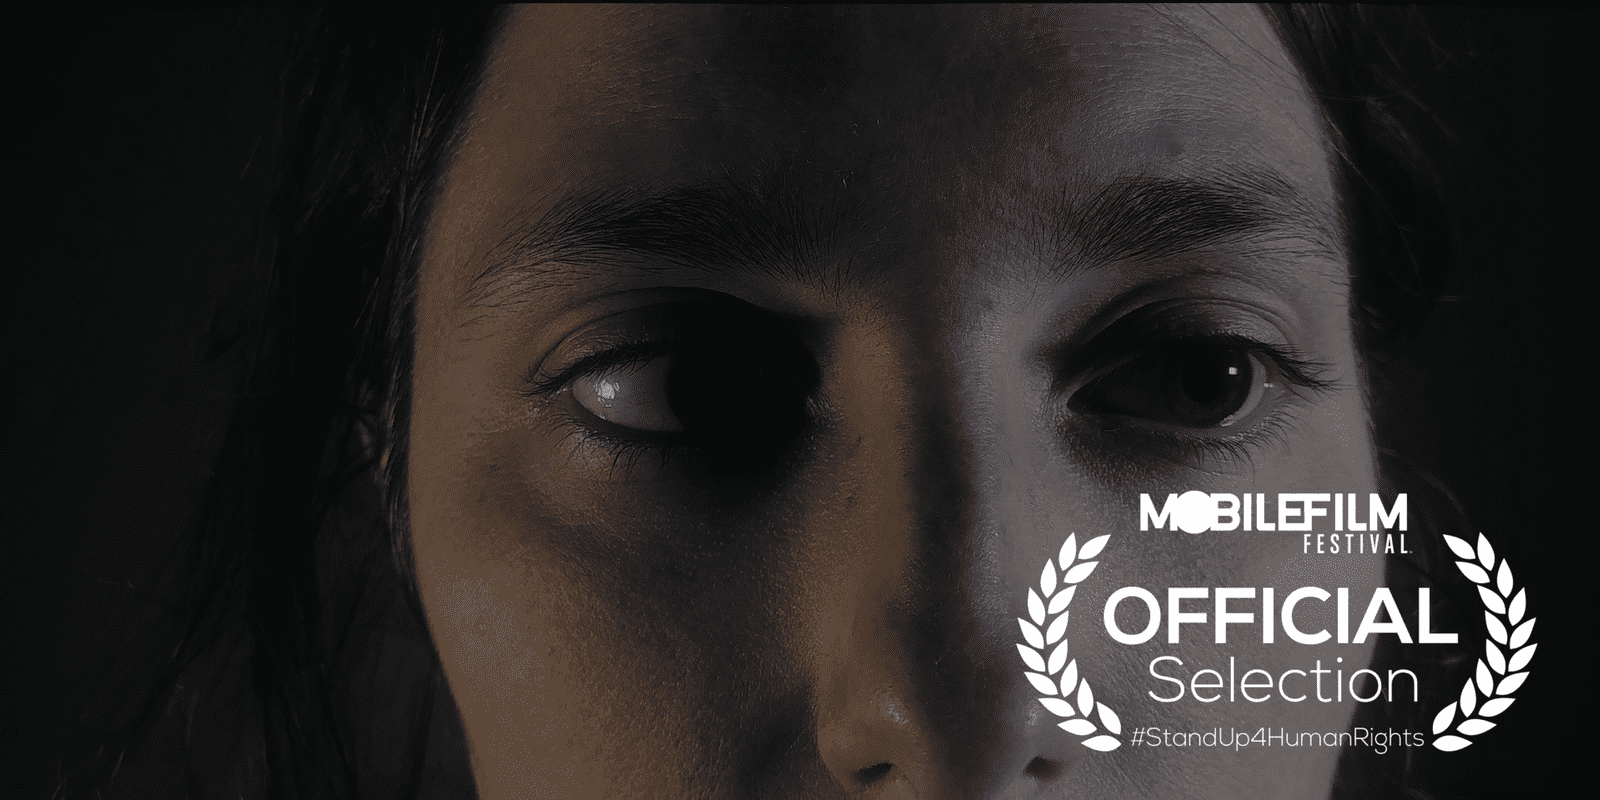 MOBILEFILM
FESTIVAL
OFFICIAL
Selection
#StandUp4HumanRights